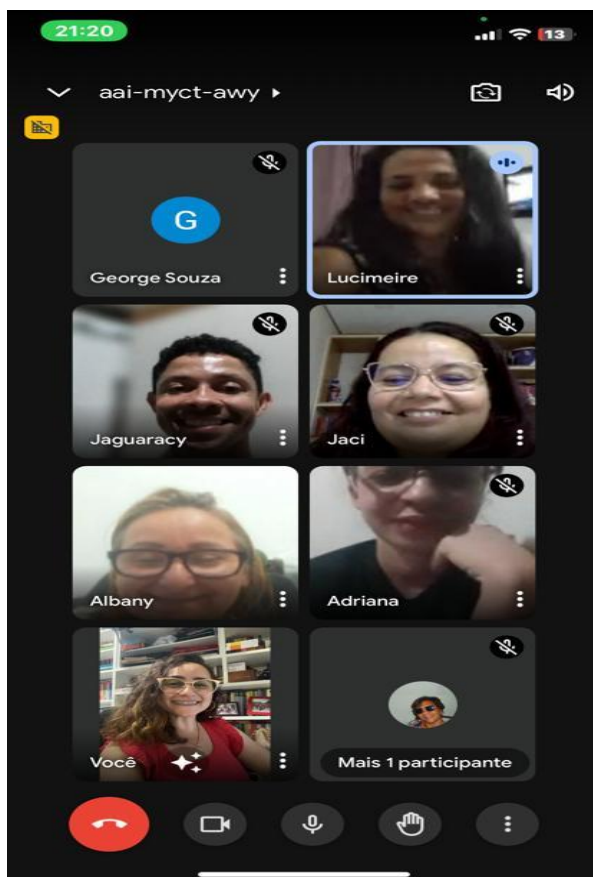 21:20
13
aai-myct-awy
G
George Souza
Lucimeire
Jaguaracy
Jaci
Albany
Adriana
Você
Mais 1 participante